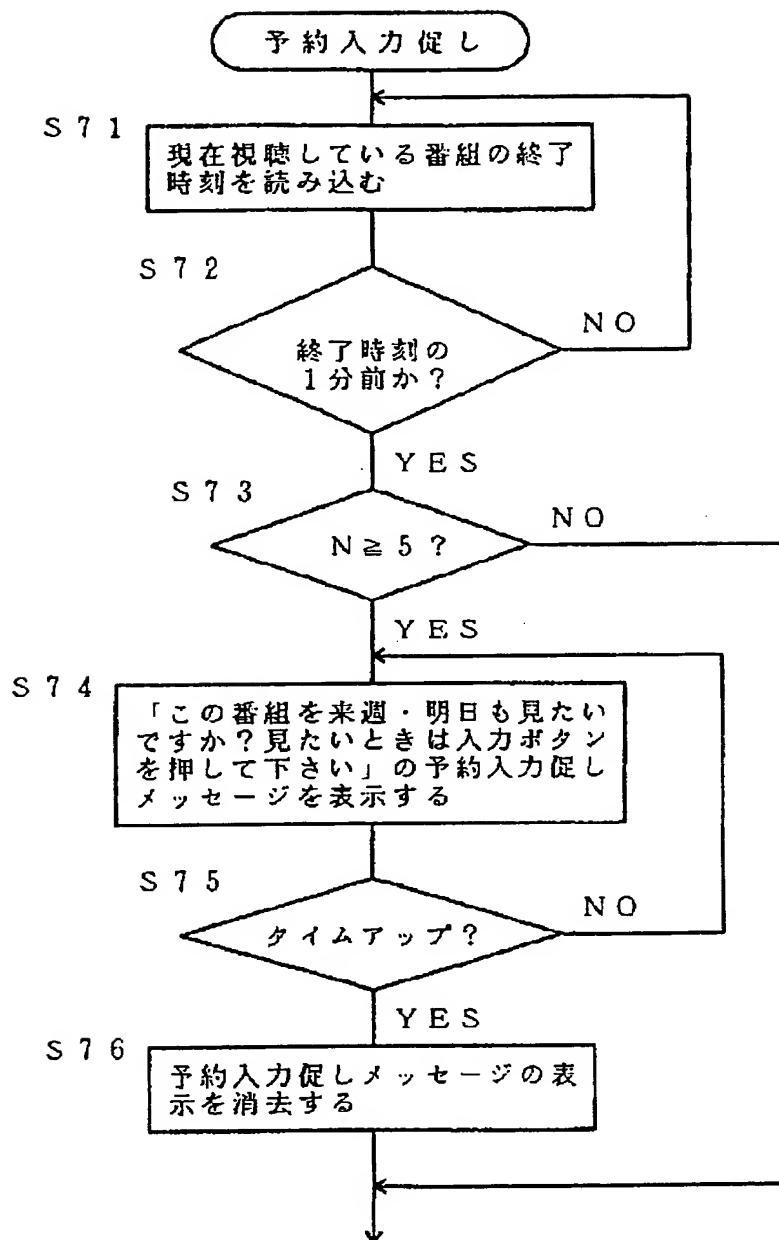 予約入力促し
S71
現在視聴している番組の終了
時刻を読み込む
S72
NO
終了時刻の
1分前か?
YES
S73
NO
N≧5?
YES
S74
「この番組を来週・明日も見たい
ですか?見たいときは入力ボタン
を押して下さい」の予約入力促し
メッセージを表示する
S75
NO
タイムアップ?
YES
S76
予約入力促しメッセージの表
示を消去する